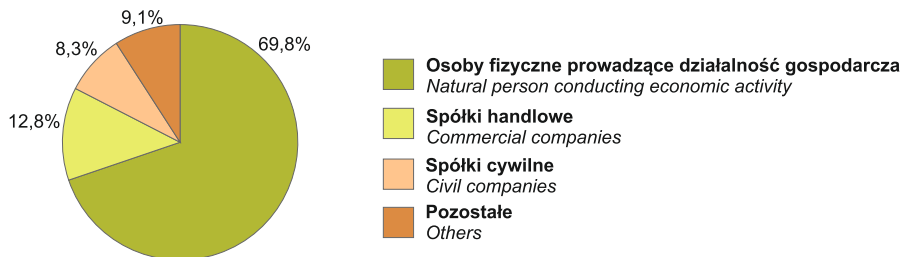 9,1%
69,8%
8,3%
12,8%
Osoby fizyczne prowadzące działalność gospodarcza
Natural person conducting economic activity
Spółki handlowe
Commercial companies
Spółki cywilne
Civil companies
Pozostałe
Others